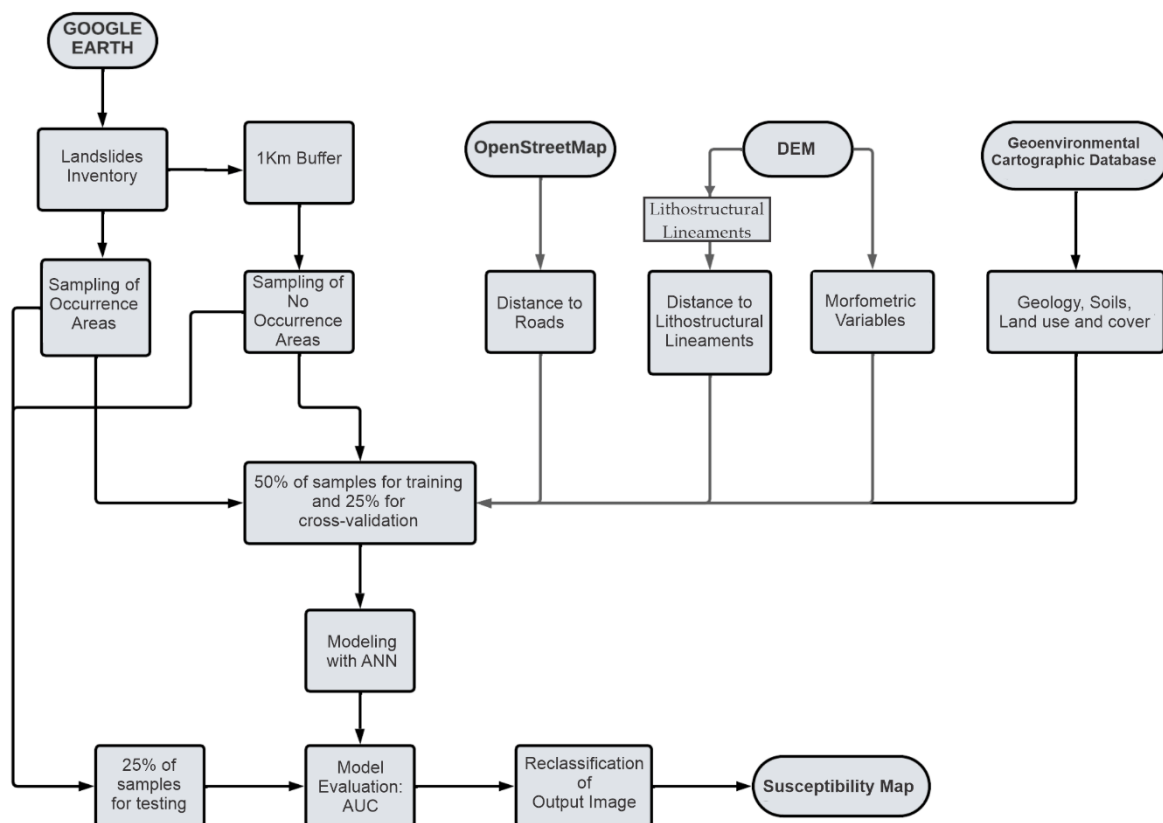 GOOGLE
EARTH
Landslides
Inventory
1Km Buffer
OpenStreetMap
DEM
Geoenvironmental
Cartographic Database
Lithostructural
Lineaments
Sampling of
Occurrence
Areas
Sampling of
No
Occurrence
Areas
Distance to
Roads
Distance to
Lithostructural
Lineaments
Morfometric
Variables
Geology, Soils,
Land use and cover
50% of samples for training
and 25% for
cross-validation
Modeling
with ANN
25% of
samples
for testing
Model
Evaluation:
AUC
Reclassification
of
Output Image
Susceptibility Map